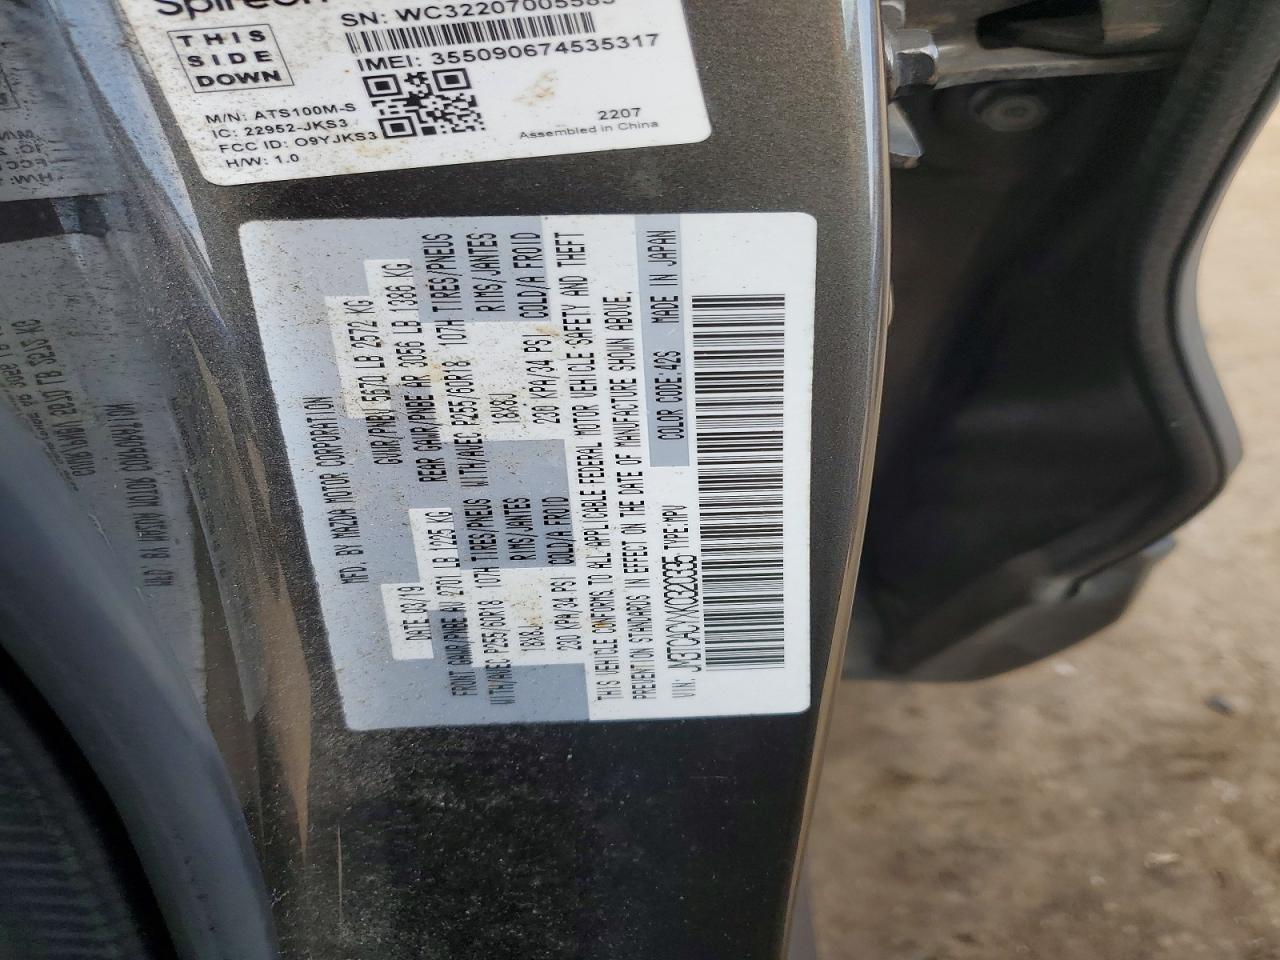 Spireon
SN: WC32207005585
IMEI: 355090674535317
THIS
SIDE
DOWN
M/N: ATS100M-S
IC: 22952-JKS3
FCC ID: O9YJKS3
H/W: 1.0
2207
Assembled in China
MFD. BY MAZDA MOTOR CORPORATION
DATE:03/19 GVWR/PNBV 5670 LB 2572 KG
FRONT GAWR/PNBE A 2701 LB 1225 KG REAR GAWR/PNBE AR 3056 LB 1386 KG
WITH/AVEC P255/60R18 107H TIRES/PNEUS WITH/AVEC P255/60R18 107H TIRES/PNEUS
18X8J RIMS/JANTES 18X8J RIMS/JANTES
230 KPA/34 PSI COLD/A FROID 230 KPA/34 PSI COLD/A FROID
THIS VEHICLE CONFORMS TO ALL APPLICABLE FEDERAL MOTOR VEHICLE SAFETY AND THEFT
PREVENTION STANDARDS IN EFFECT ON THE DATE OF MANUFACTURE SHOWN ABOVE.
COLOR CODE:42S MADE IN JAPAN
TYPE:MPV